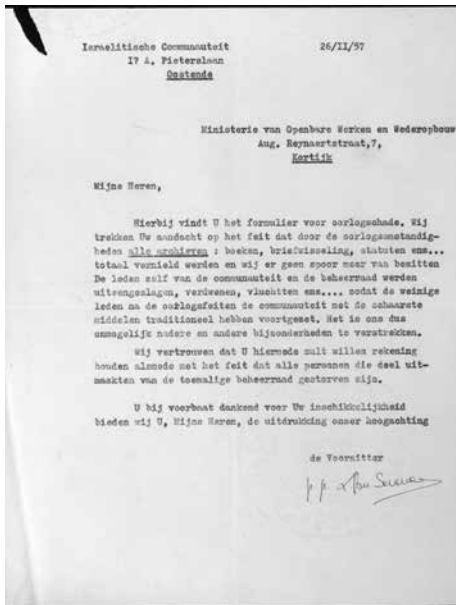 Israelitische Communauteit 26/II/57
17 A. Pieterslaan
Oostende
Ministerie van Openbare Werken en Wederopbouw
Aug. Reynaertstraat,7,
Kortijk
Mijne Heren,
Hierbij vindt U het formulier voor oorlogschade. Wij
trekken Uw aandacht op het feit dat door de oorlogsomstandig-
heden alle archieven : boeken, briefwisseling, statuten enz...
totaal vernield werden en wij er geen spoor meer van bezitten
De leden zelf van de communauteit en de beheerraad werden
uiteengeslagen, verdwenen, vluchtten enz...., zodat de weinige
leden na de oorlogsfeiten de communauteit met de schaarste
middelen traditioneel hebben voortgezet. Het is ons dus
onmogelijk nadere en andere bijzonderheden te verstrekken.
Wij vertrouwen dat U hiermede zult willen rekening
houden alsmede met het feit dat alle personen die deel uit-
maakten van de toemalige beheerraad gestorven zijn.
U bij voorbaat dankend voor Uw inschikkelijkheid
bieden wij U, Mijne Heren, de uitdrukking onzer hoogachting
de Voorzitter